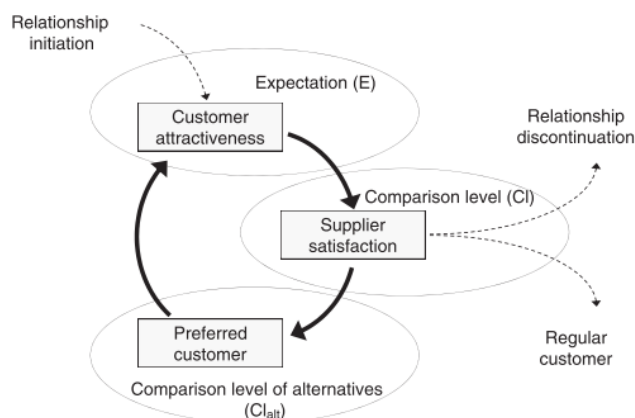 Relationship
initiation
Expectation (E)
Customer
attractiveness
Relationship
discontinuation
Comparison level (Cl)
Supplier
satisfaction
Preferred
customer
Regular
customer
Comparison level of alternatives
(Cl_alt)